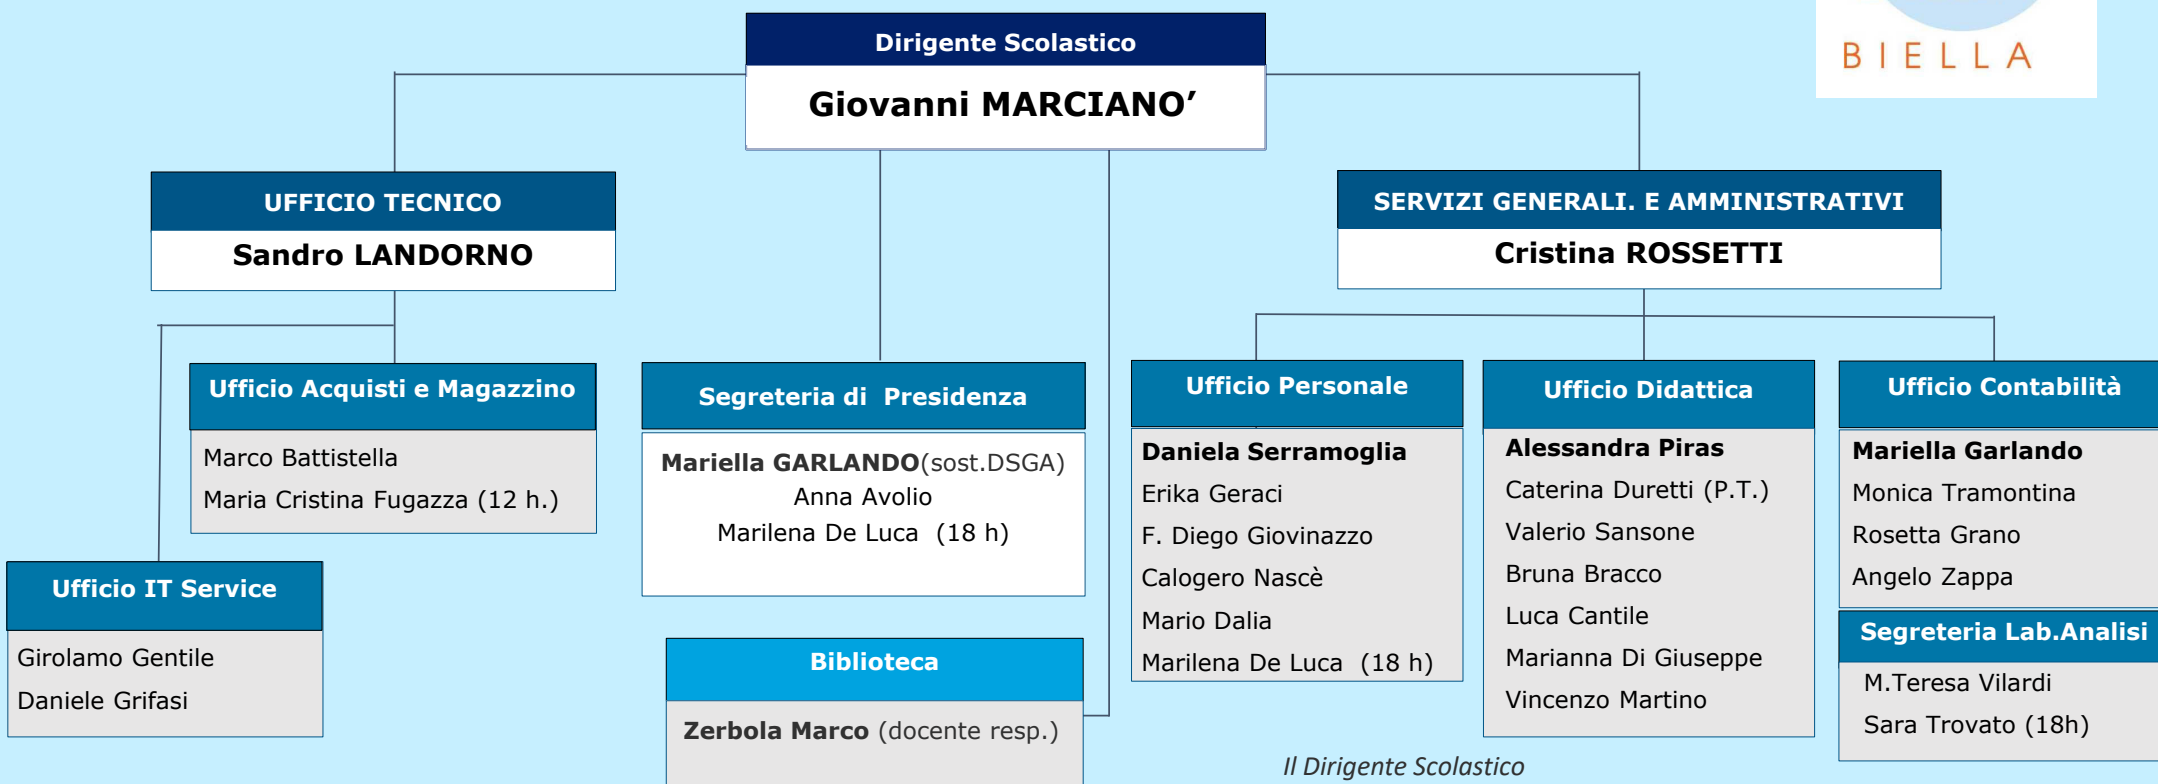 BIELLA
Dirigente Scolastico
Giovanni MARCIANO’
UFFICIO TECNICO
Sandro LANDORNO
SERVIZI GENERALI. E AMMINISTRATIVI
Cristina ROSSETTI
Ufficio Acquisti e Magazzino
Marco Battistella
Maria Cristina Fugazza (12 h.)
Ufficio IT Service
Girolamo Gentile
Daniele Grifasi
Segreteria di  Presidenza
Mariella GARLANDO(sost.DSGA)
Anna Avolio
Marilena De Luca  (18 h)
Biblioteca
Zerbola Marco (docente resp.)
Ufficio Personale
Daniela Serramoglia
Erika Geraci
F. Diego Giovinazzo
Calogero Nascè
Mario Dalia
Marilena De Luca  (18 h)
Ufficio Didattica
Alessandra Piras
Caterina Duretti (P.T.)
Valerio Sansone
Bruna Bracco
Luca Cantile
Marianna Di Giuseppe
Vincenzo Martino
Ufficio Contabilità
Mariella Garlando
Monica Tramontina
Rosetta Grano
Angelo Zappa
Segreteria Lab.Analisi
M.Teresa Vilardi
Sara Trovato (18h)
Il Dirigente Scolastico